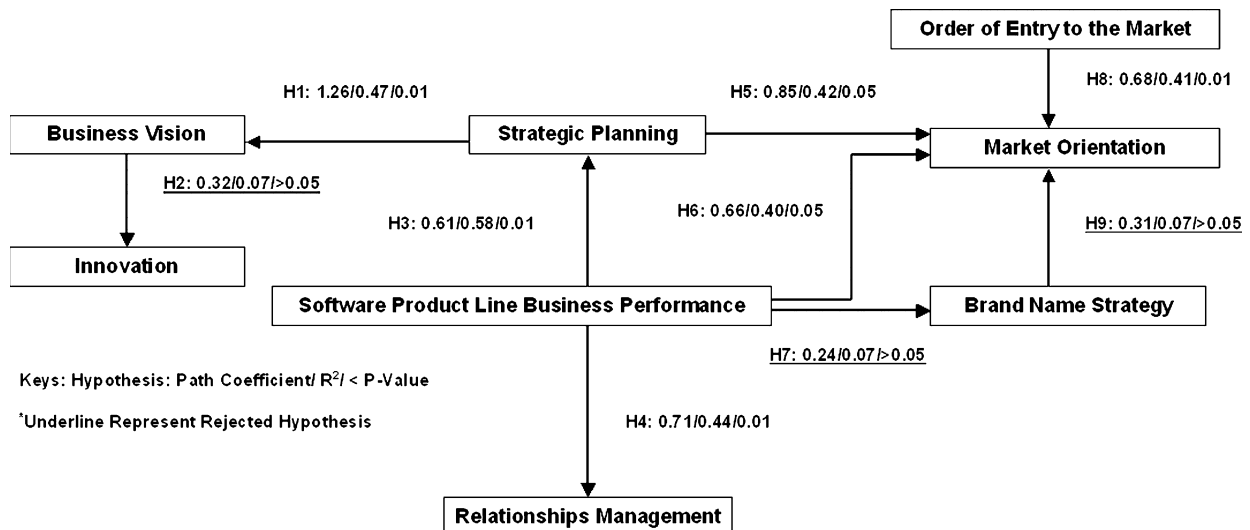 Order of Entry to the Market
H8: 0.68/0.41/0.01
H1: 1.26/0.47/0.01
H5: 0.85/0.42/0.05
Business Vision
Strategic Planning
Market Orientation
H2: 0.32/0.07/>0.05
H6: 0.66/0.40/0.05
H3: 0.61/0.58/0.01
H9: 0.31/0.07/>0.05
Innovation
Software Product Line Business Performance
Brand Name Strategy
H7: 0.24/0.07/>0.05
Keys: Hypothesis: Path Coefficient/ R²/ < P-Value
*Underline Represent Rejected Hypothesis
H4: 0.71/0.44/0.01
Relationships Management